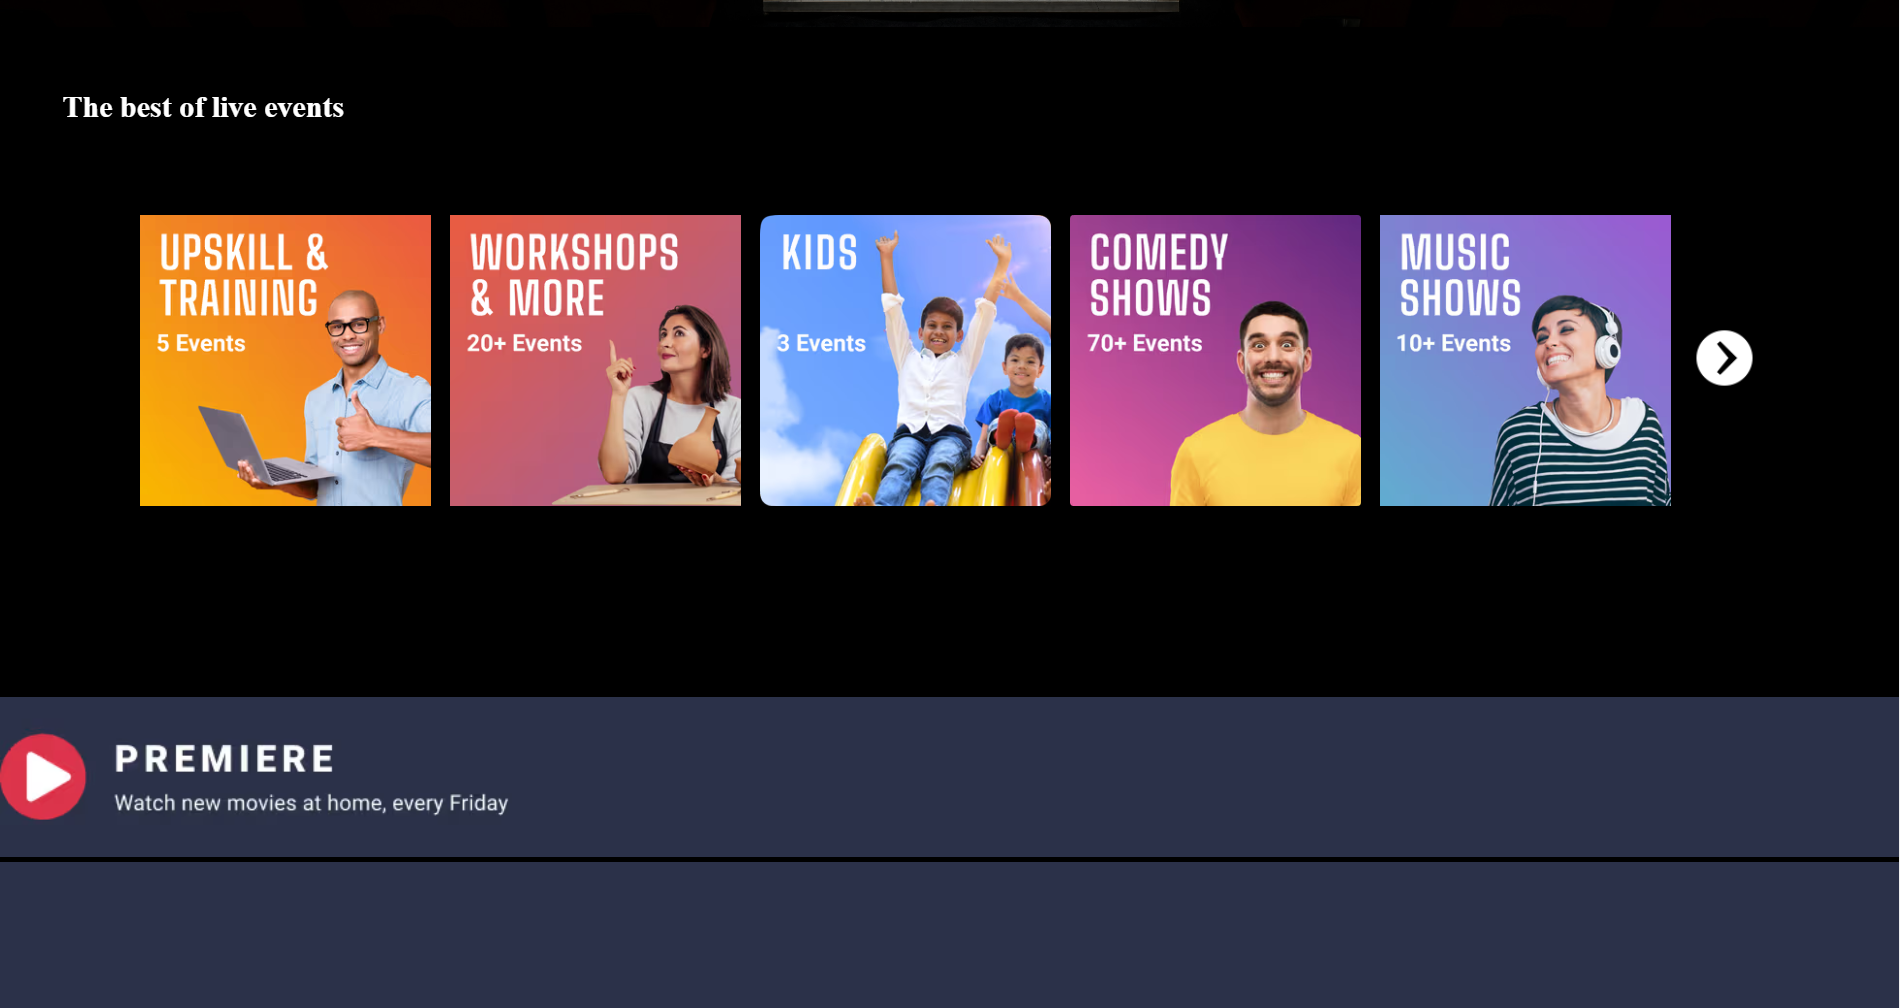 The best of live events
UPSKILL &
TRAINING
5 Events
WORKSHOPS
& MORE
20+ Events
KIDS
3 Events
COMEDY
SHOWS
70+ Events
MUSIC
SHOWS
10+ Events
PREMIERE
Watch new movies at home, every Friday